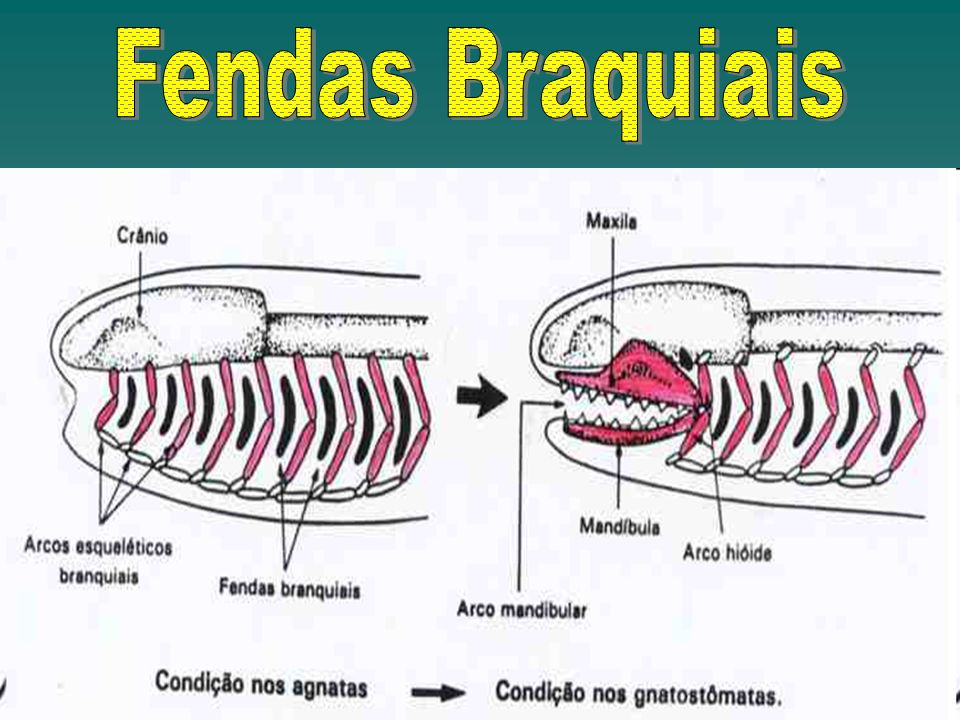 Fendas Braquiais
Crânio
Maxila
Arcos esqueléticos
branquiais
Fendas branquiais
Mandíbula
Arco hióide
Arco mandibular
Condição nos agnatas
Condição nos gnatostômatas.